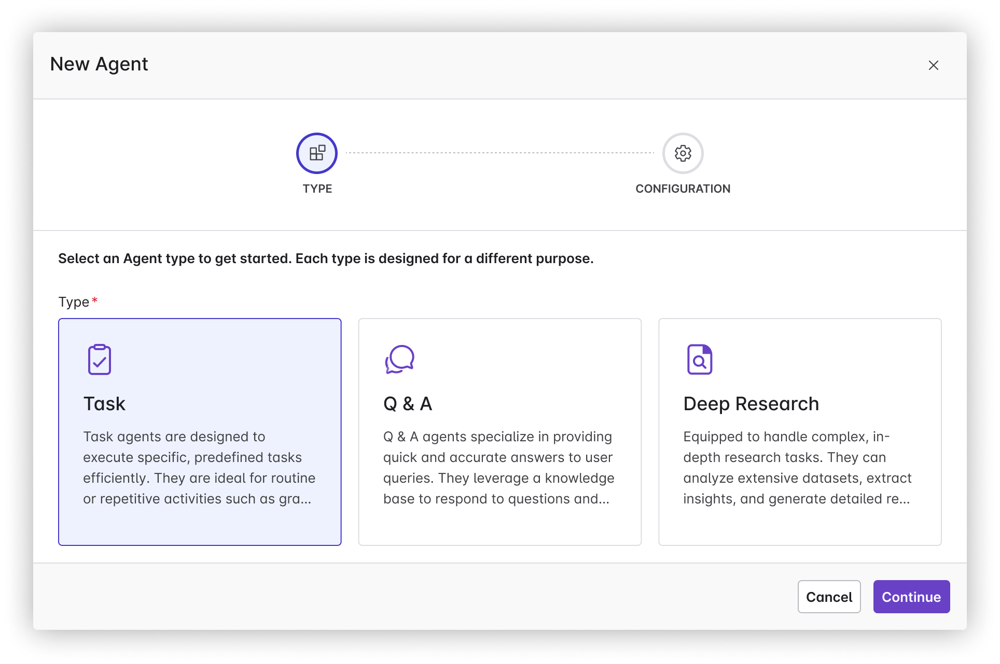 New Agent
TYPE
CONFIGURATION
Select an Agent type to get started. Each type is designed for a different purpose.
Type*
Task
Task agents are designed to
execute specific, predefined tasks
efficiently. They are ideal for routine
or repetitive activities such as gra...
Q & A
Q & A agents specialize in providing
quick and accurate answers to user
queries. They leverage a knowledge
base to respond to questions and...
Deep Research
Equipped to handle complex, in-
depth research tasks. They can
analyze extensive datasets, extract
insights, and generate detailed re...
Cancel
Continue